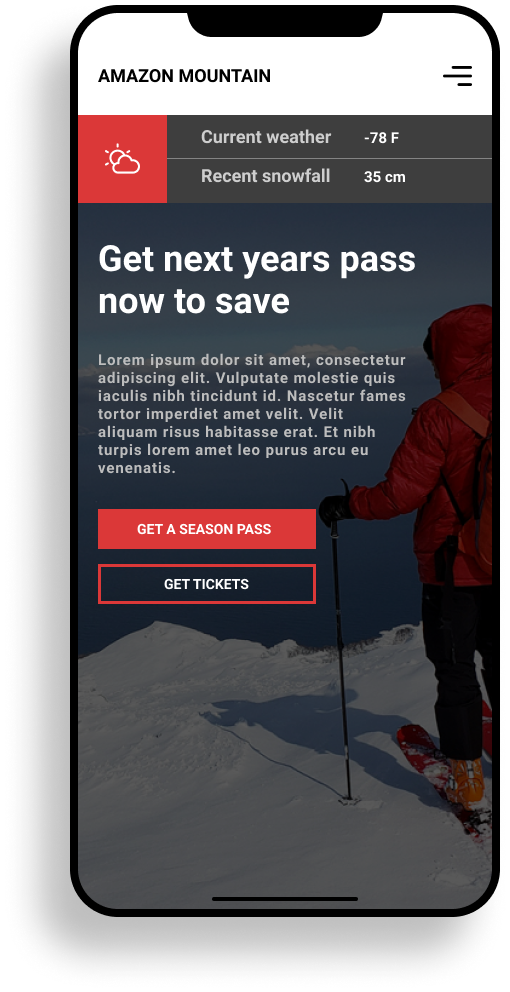 AMAZON MOUNTAIN
Current weather -78 F
Recent snowfall 35 cm
Get next years pass
now to save
Lorem ipsum dolor sit amet, consectetur
adipiscing elit. Vulputate molestie quis
iaculis nibh tincidunt id. Nascetur fames
tortor imperdiet amet velit. Velit
aliquam risus habitasse erat. Et nibh
turpis lorem amet leo purus arcu eu
venenatis.
GET A SEASON PASS
GET TICKETS